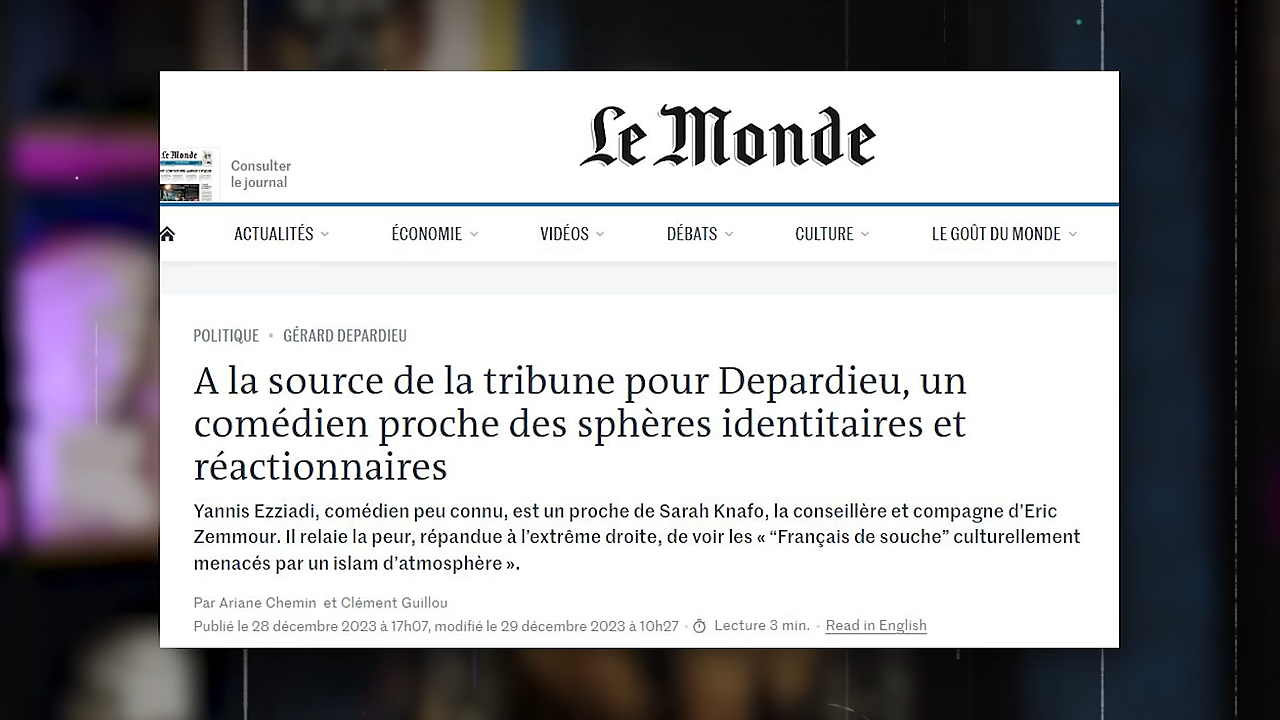 Le Monde
Le Monde
Consulter
le journal
ACTUALITÉS
ÉCONOMIE
VIDÉOS
DÉBATS
CULTURE
LE GOÛT DU MONDE
POLITIQUE • GÉRARD DEPARDIEU
A la source de la tribune pour Depardieu, un
comédien proche des sphères identitaires et
réactionnaires
Yannis Ezziadi, comédien peu connu, est un proche de Sarah Knafo, la conseillère et compagne d’Eric
Zemmour. Il relaie la peur, répandue à l’extrême droite, de voir les « “Français de souche” culturellement
menacés par un islam d’atmosphère ».
Par Ariane Chemin et Clément Guillou
Publié le 28 décembre 2023 à 17h07, modifié le 29 décembre 2023 à 10h27 • Lecture 3 min. • Read in English